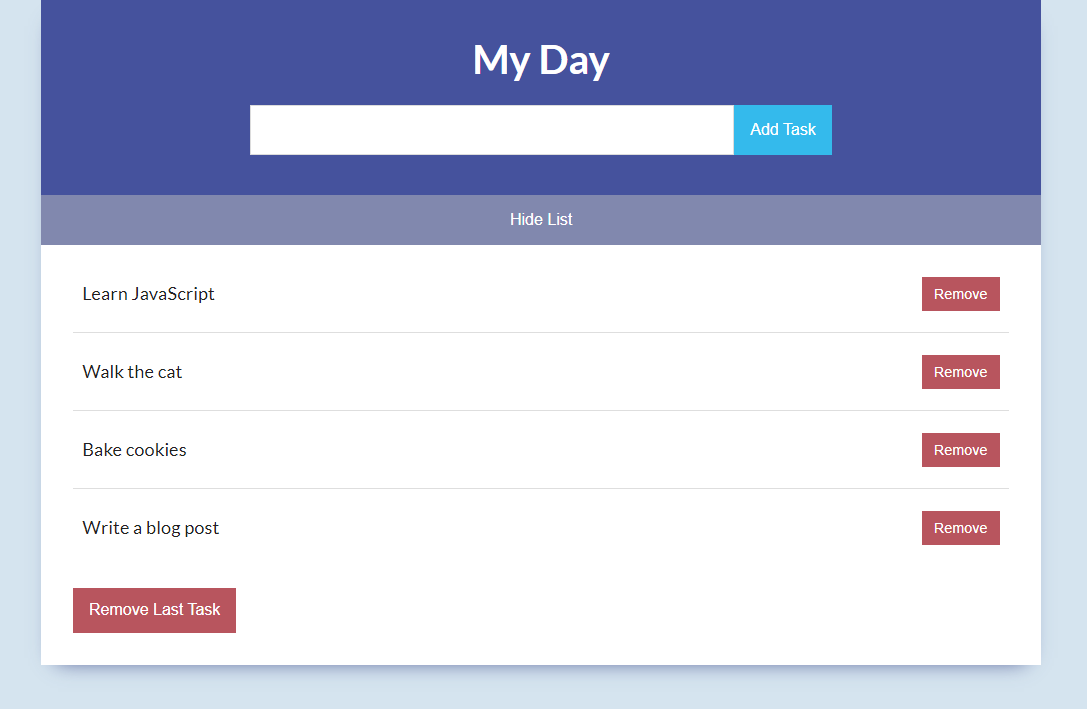 My Day
Add Task
Hide List
Learn JavaScript
Remove
Walk the cat
Remove
Bake cookies
Remove
Write a blog post
Remove
Remove Last Task